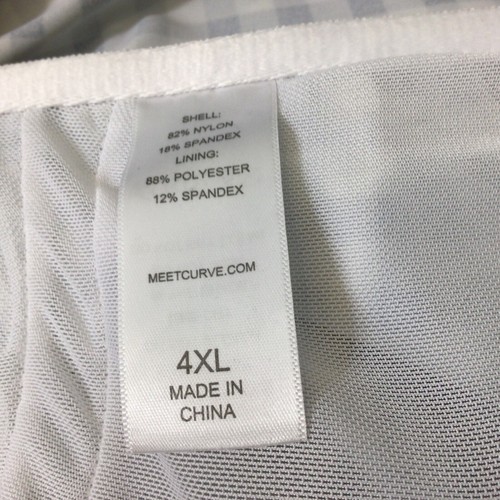 SHELL:
82% NYLON
18% SPANDEX
LINING:
88% POLYESTER
12% SPANDEX
MEETCURVE.COM
4XL
MADE IN
CHINA